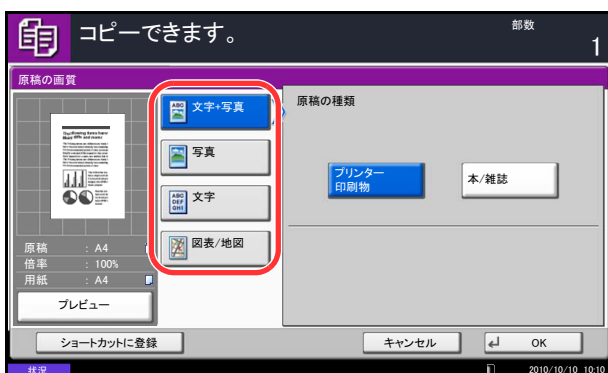 コピーできます。
部数
1
原稿の画質
文字+写真
写真
文字
図表/地図
原稿の種類
プリンター
印刷物
本/雑誌
原稿 : A4
倍率 : 100%
用紙 : A4
プレビュー
ショートカットに登録
キャンセル
OK
状況
2010/10/10 10:10